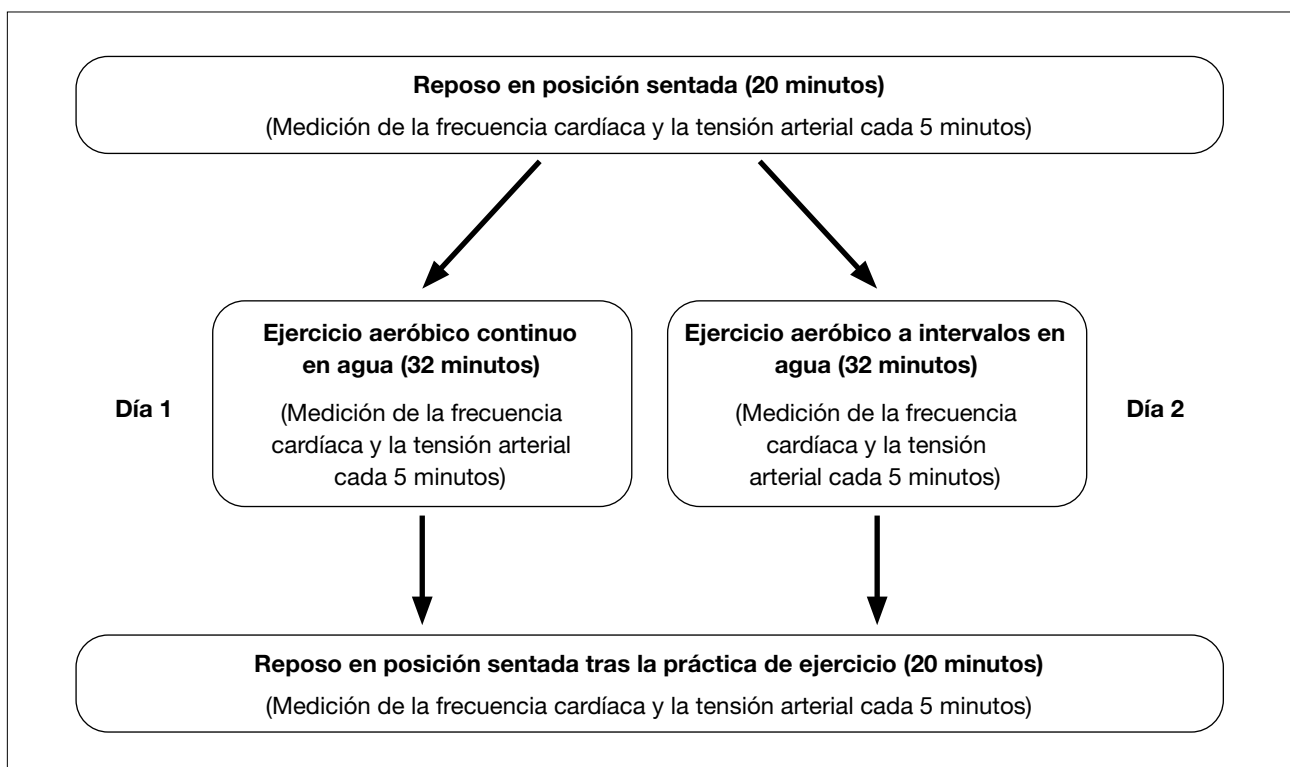 Reposo en posición sentada (20 minutos)
(Medición de la frecuencia cardíaca y la tensión arterial cada 5 minutos)
Ejercicio aeróbico continuo
en agua (32 minutos)
(Medición de la frecuencia
cardíaca y la tensión arterial
cada 5 minutos)
Día 1
Ejercicio aeróbico a intervalos en
agua (32 minutos)
(Medición de la frecuencia
cardíaca y la tensión
arterial cada 5 minutos)
Día 2
Reposo en posición sentada tras la práctica de ejercicio (20 minutos)
(Medición de la frecuencia cardíaca y la tensión arterial cada 5 minutos)